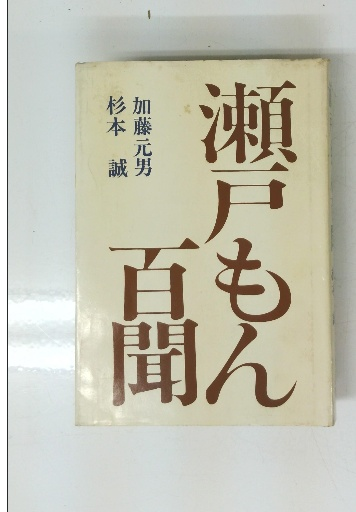 瀬戸もん
百聞
加藤元男
杉本 誠